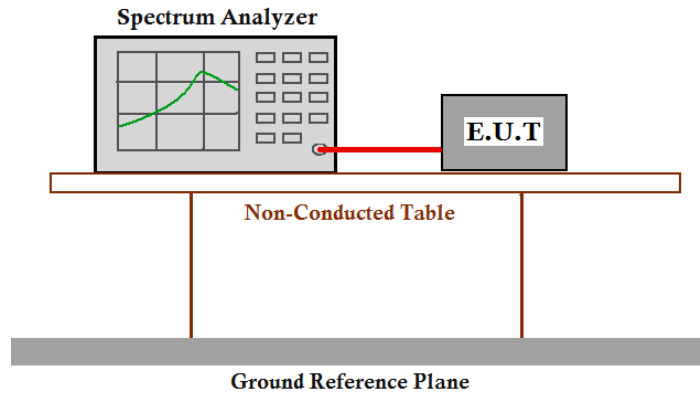 Spectrum Analyzer
E.U.T
Non-Conducted Table
Ground Reference Plane